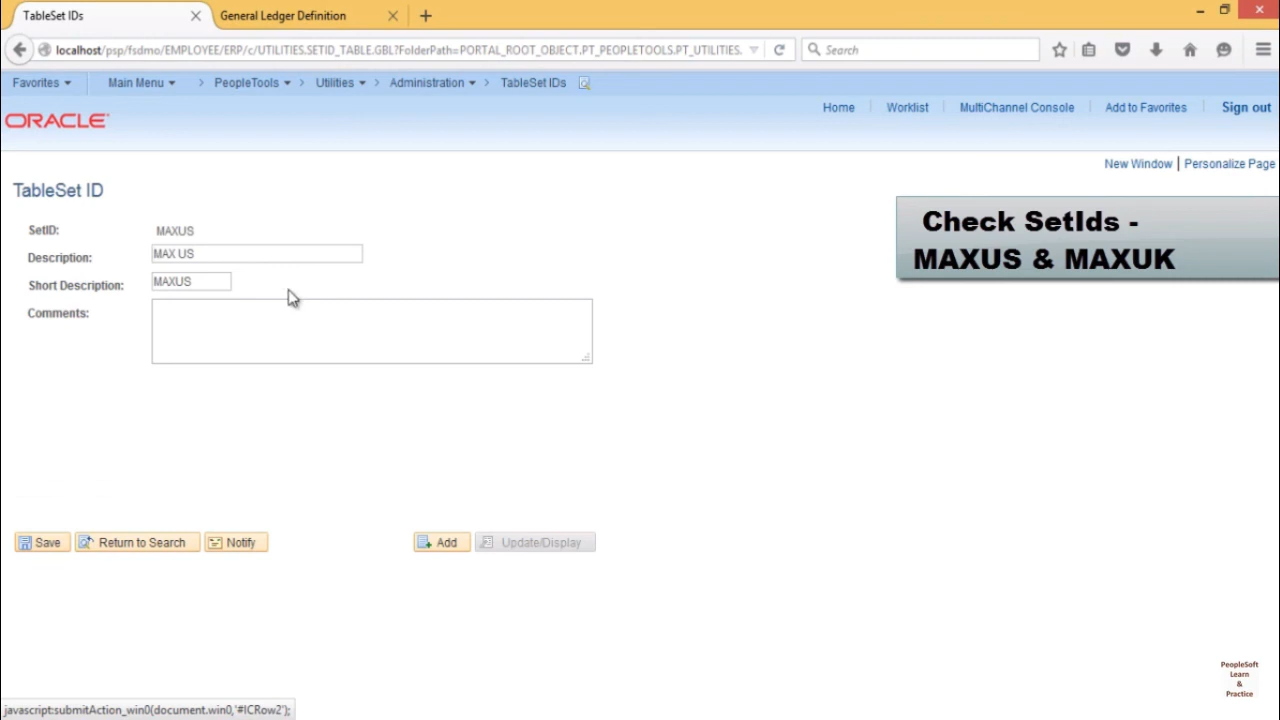 TableSet IDs
General Ledger Definition
localhost/psp/fsdmo/EMPLOYEE/ERP/c/UTILITIES.SETID_TABLE.GBL?FolderPath=PORTAL_ROOT_OBJECT.PT_PEOPLETOOLS.PT_UTILITIES.
Search
Favorites
Main Menu > PeopleTools > Utilities > Administration > TableSet IDs
Home
Worklist
MultiChannel Console
Add to Favorites
Sign out
ORACLE
New Window | Personalize Page
TableSet ID
SetID: MAXUS
Description: MAX US
Short Description: MAXUS
Comments:
Check SetIds -
MAXUS & MAXUK
Save
Return to Search
Notify
Add
Update/Display
PeopleSoft
Learn
&
Practice
javascript:submitAction_win0(document.win0,'#ICRow2');